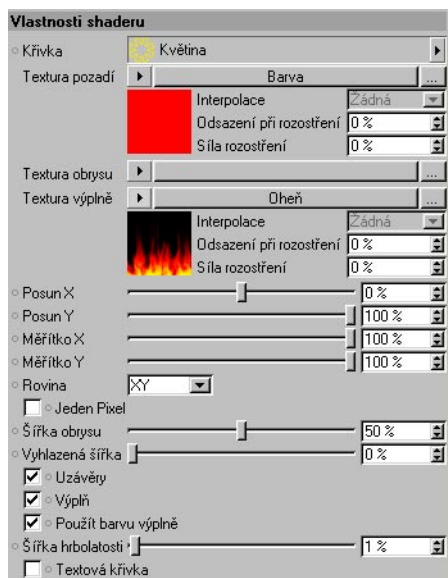 Vlastnosti shaderu
Křivka Květina
Textura pozadí Barva ...
Interpolace Žádná
Odsazení při rozostření 0 %
Síla rozostření 0 %
Textura obrysu ...
Textura výplně Oheň ...
Interpolace Žádná
Odsazení při rozostření 0 %
Síla rozostření 0 %
Posun X 0 %
Posun Y 100 %
Měřítko X 100 %
Měřítko Y 100 %
Rovina XY
Jeden Pixel
Šířka obrysu 50 %
Vyhlazená šířka 0 %
Uzávěry
Výplň
Použít barvu výplně
Šířka hrbolatosti 1 %
Textová křivka